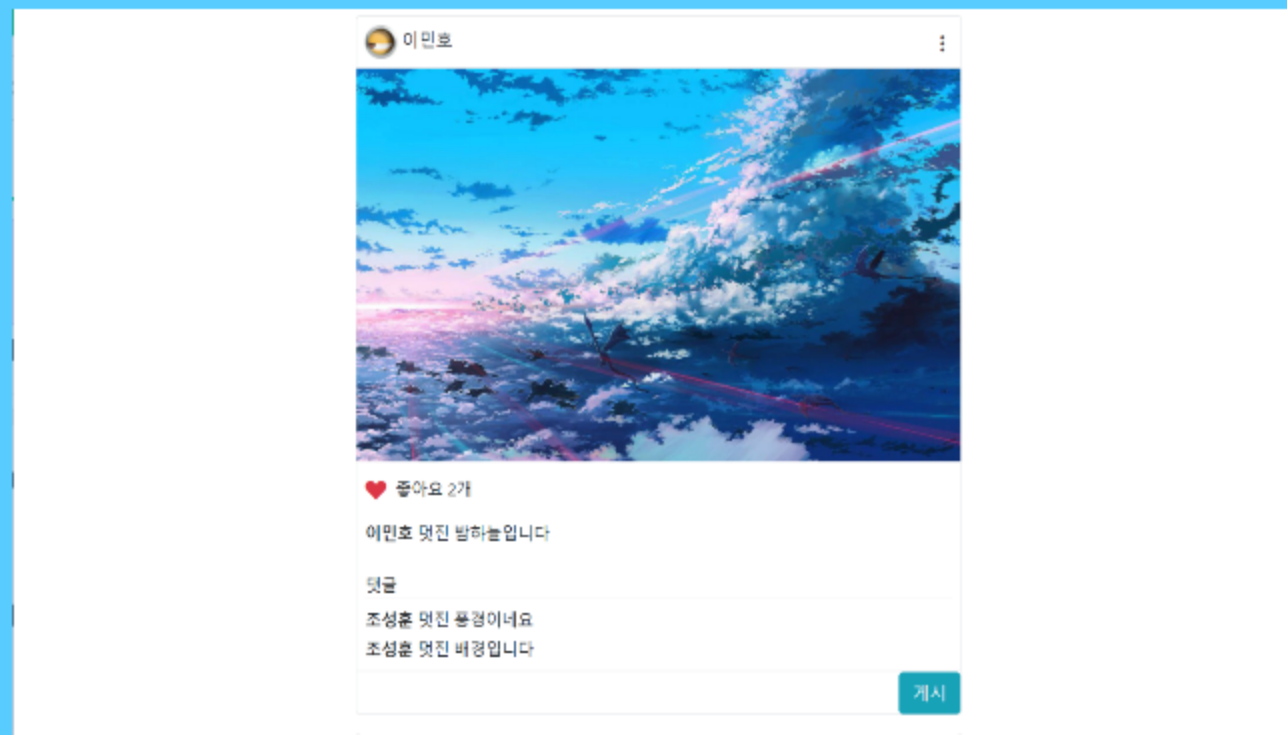 이민호
좋아요 2개
이민호 멋진 밤하늘입니다
댓글
조성훈 멋진 풍경이네요
조성훈 멋진 배경입니다
게시